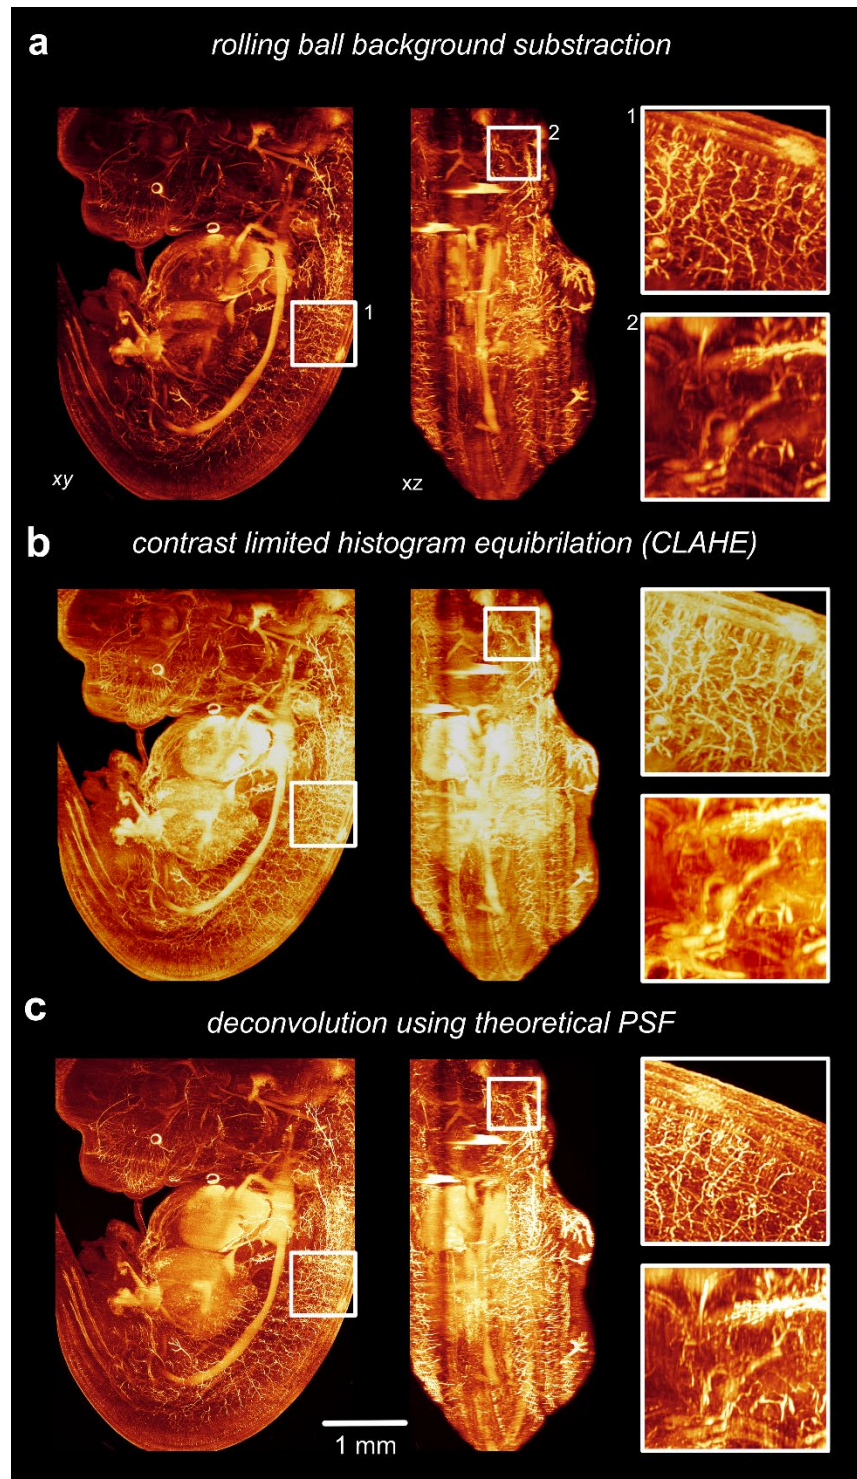 a
rolling ball background substraction
1
2
1
2
xy
xz
b
contrast limited histogram equibrilation (CLAHE)
c
deconvolution using theoretical PSF
1 mm